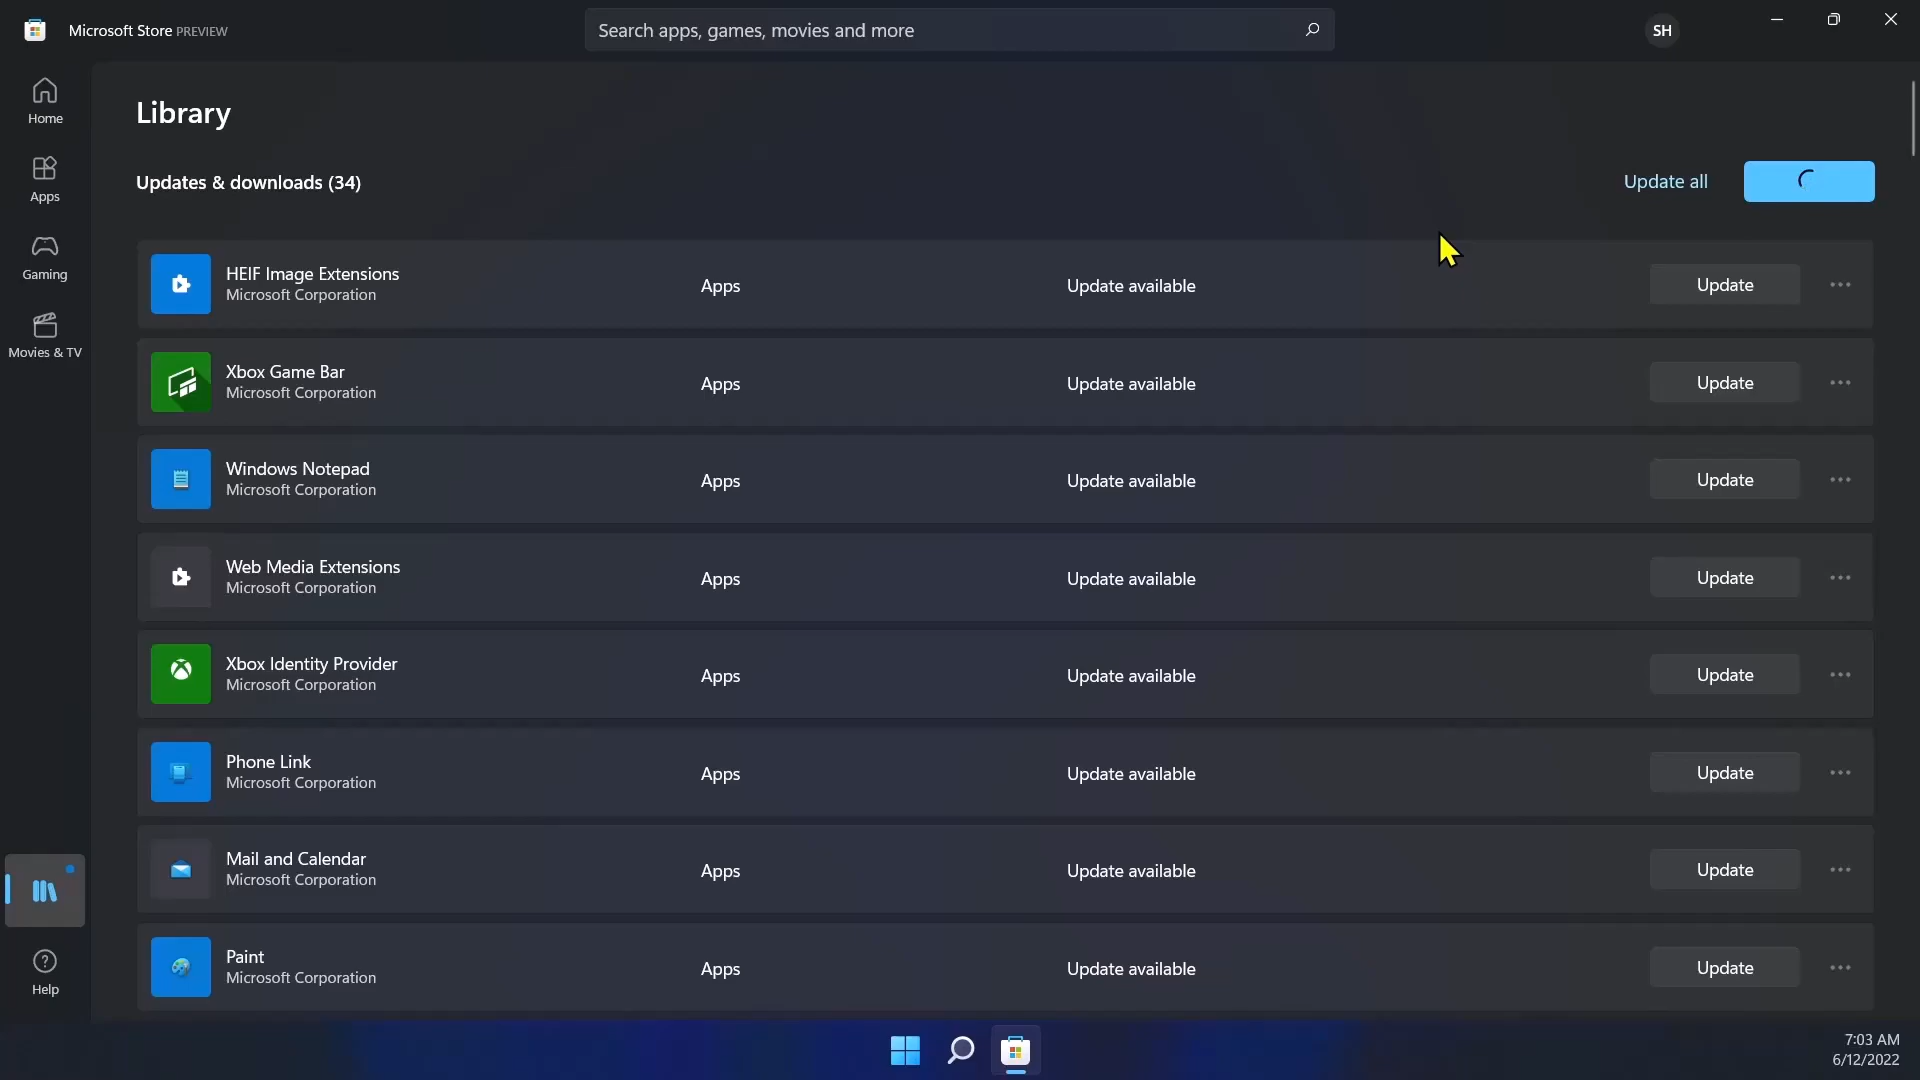 Microsoft Store PREVIEW
Search apps, games, movies and more
SH
Home
Apps
Gaming
Movies & TV
Help
Library
Updates & downloads (34)
Update all
HEIF Image Extensions
Microsoft Corporation
Apps
Update available
Update
Xbox Game Bar
Microsoft Corporation
Apps
Update available
Update
Windows Notepad
Microsoft Corporation
Apps
Update available
Update
Web Media Extensions
Microsoft Corporation
Apps
Update available
Update
Xbox Identity Provider
Microsoft Corporation
Apps
Update available
Update
Phone Link
Microsoft Corporation
Apps
Update available
Update
Mail and Calendar
Microsoft Corporation
Apps
Update available
Update
Paint
Microsoft Corporation
Apps
Update available
Update
7:03 AM
6/12/2022